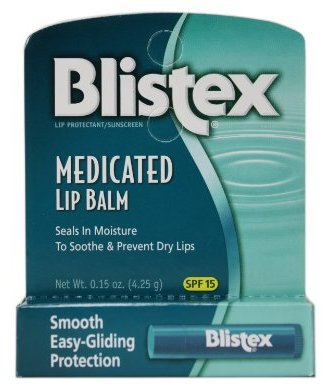 Blistex®
LIP PROTECTANT/SUNSCREEN
MEDICATED
LIP BALM
Seals In Moisture
To Soothe & Prevent Dry Lips
Net Wt. 0.15 oz. (4.25 g)
SPF 15
Smooth
Easy-Gliding
Protection
Blistex